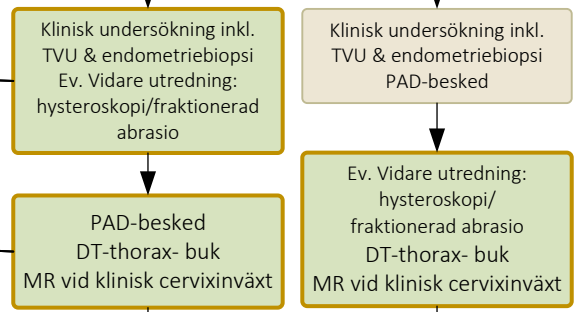 Klinisk undersökning inkl.
TVU & endometriebiopsi
Ev. Vidare utredning:
hysteroskopi/fraktionerad
abrasio
PAD-besked
DT-thorax- buk
MR vid klinisk cervixinväxt
Klinisk undersökning inkl.
TVU & endometriebiopsi
PAD-besked
Ev. Vidare utredning:
hysteroskopi/
fraktionerad abrasio
DT-thorax- buk
MR vid klinisk cervixinväxt